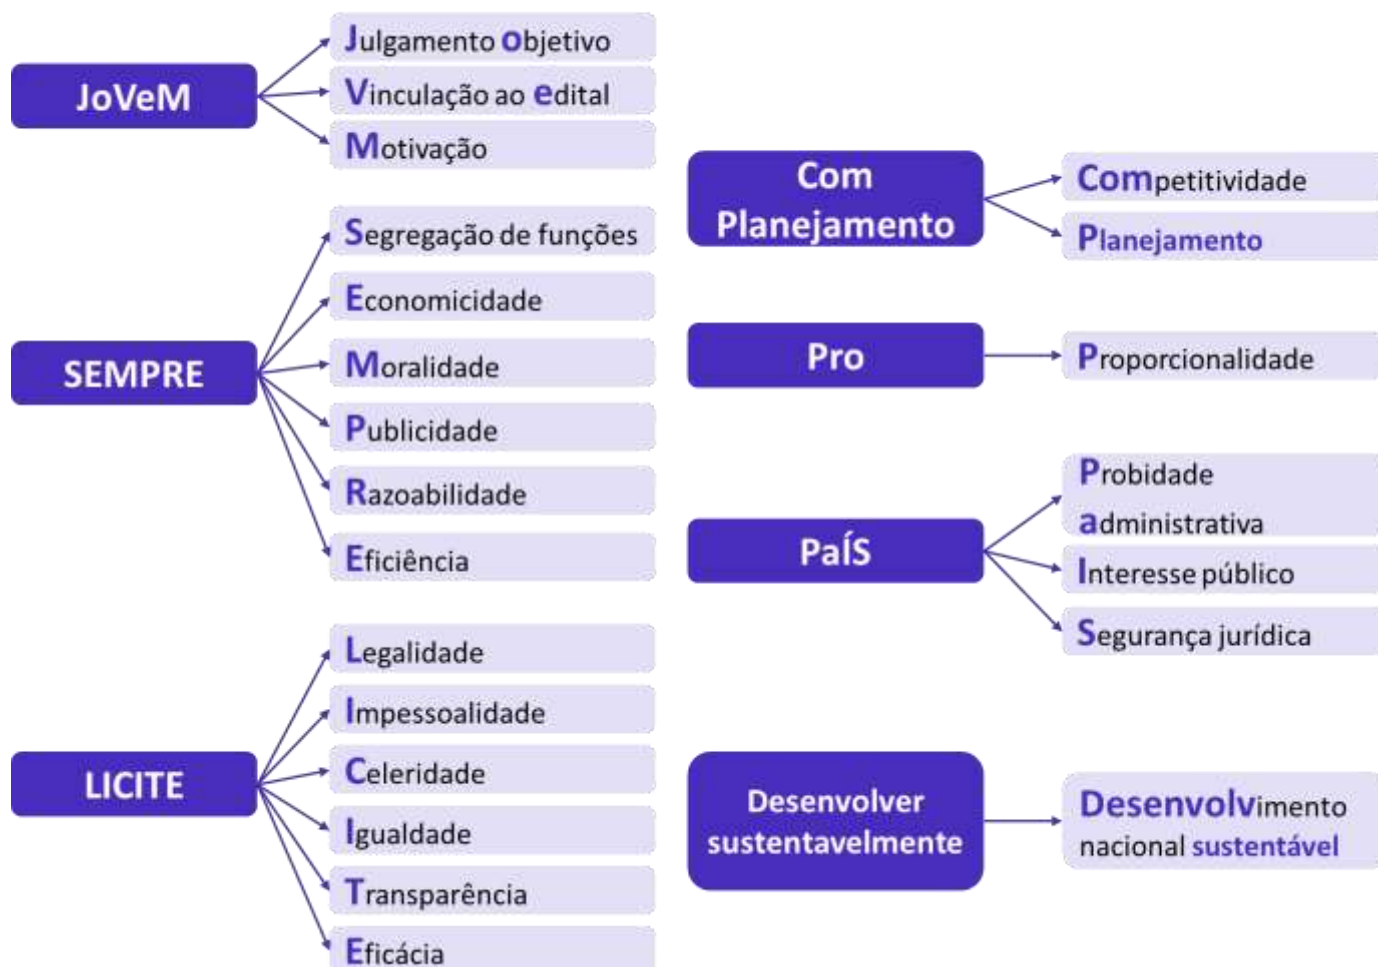 JoVeM
Julgamento objetivo
Vinculação ao edital
Motivação
SEMPRE
Segregação de funções
Economicidade
Moralidade
Publicidade
Razoabilidade
Eficiência
LICITE
Legalidade
Impessoalidade
Celeridade
Igualdade
Transparência
Eficácia
Com
Planejamento
Competitividade
Planejamento
Pro
Proporcionalidade
PaÍS
Probidade
administrativa
Interesse público
Segurança jurídica
Desenvolver
sustentavelmente
Desenvolvimento
nacional sustentável